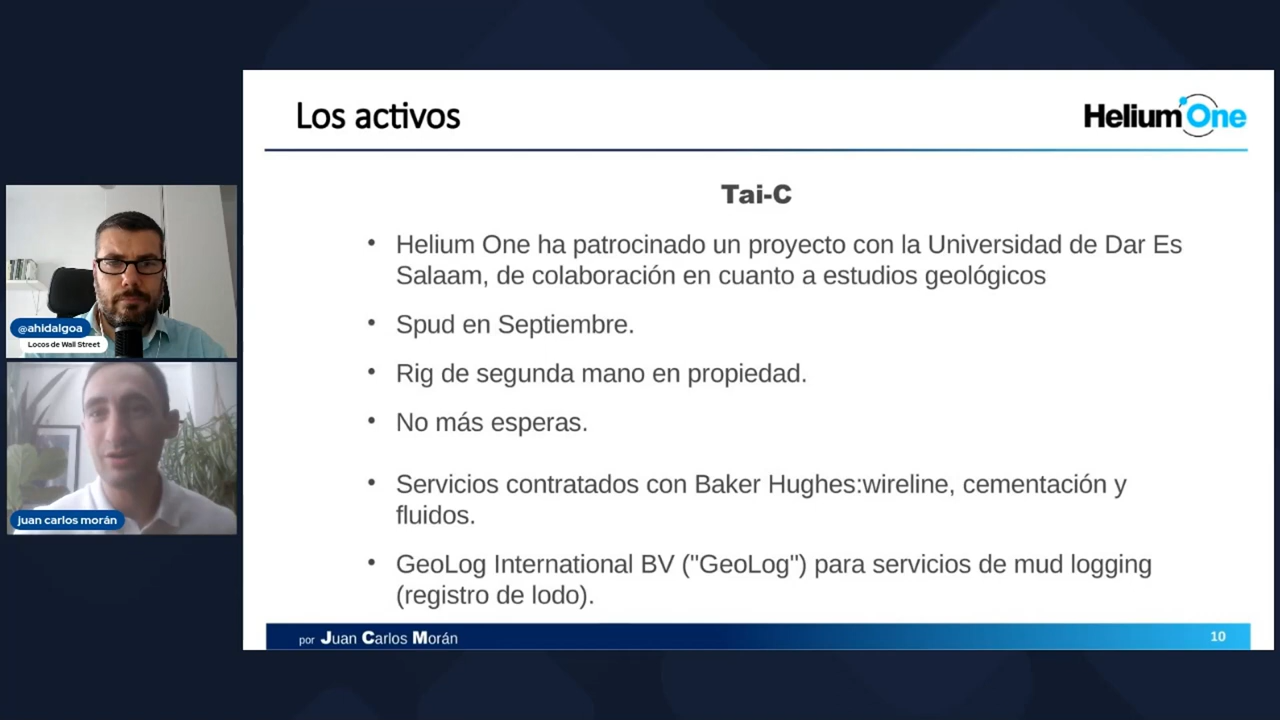 Los activos
Helium One
Tai-C
• Helium One ha patrocinado un proyecto con la Universidad de Dar Es
Salaam, de colaboración en cuanto a estudios geológicos
• Spud en Septiembre.
• Rig de segunda mano en propiedad.
• No más esperas.
• Servicios contratados con Baker Hughes:wireline, cementación y
fluidos.
• GeoLog International BV ("GeoLog") para servicios de mud logging
(registro de lodo).
por Juan Carlos Morán
10
@ahidalgoa
Locos de Wall Street
juan carlos morán